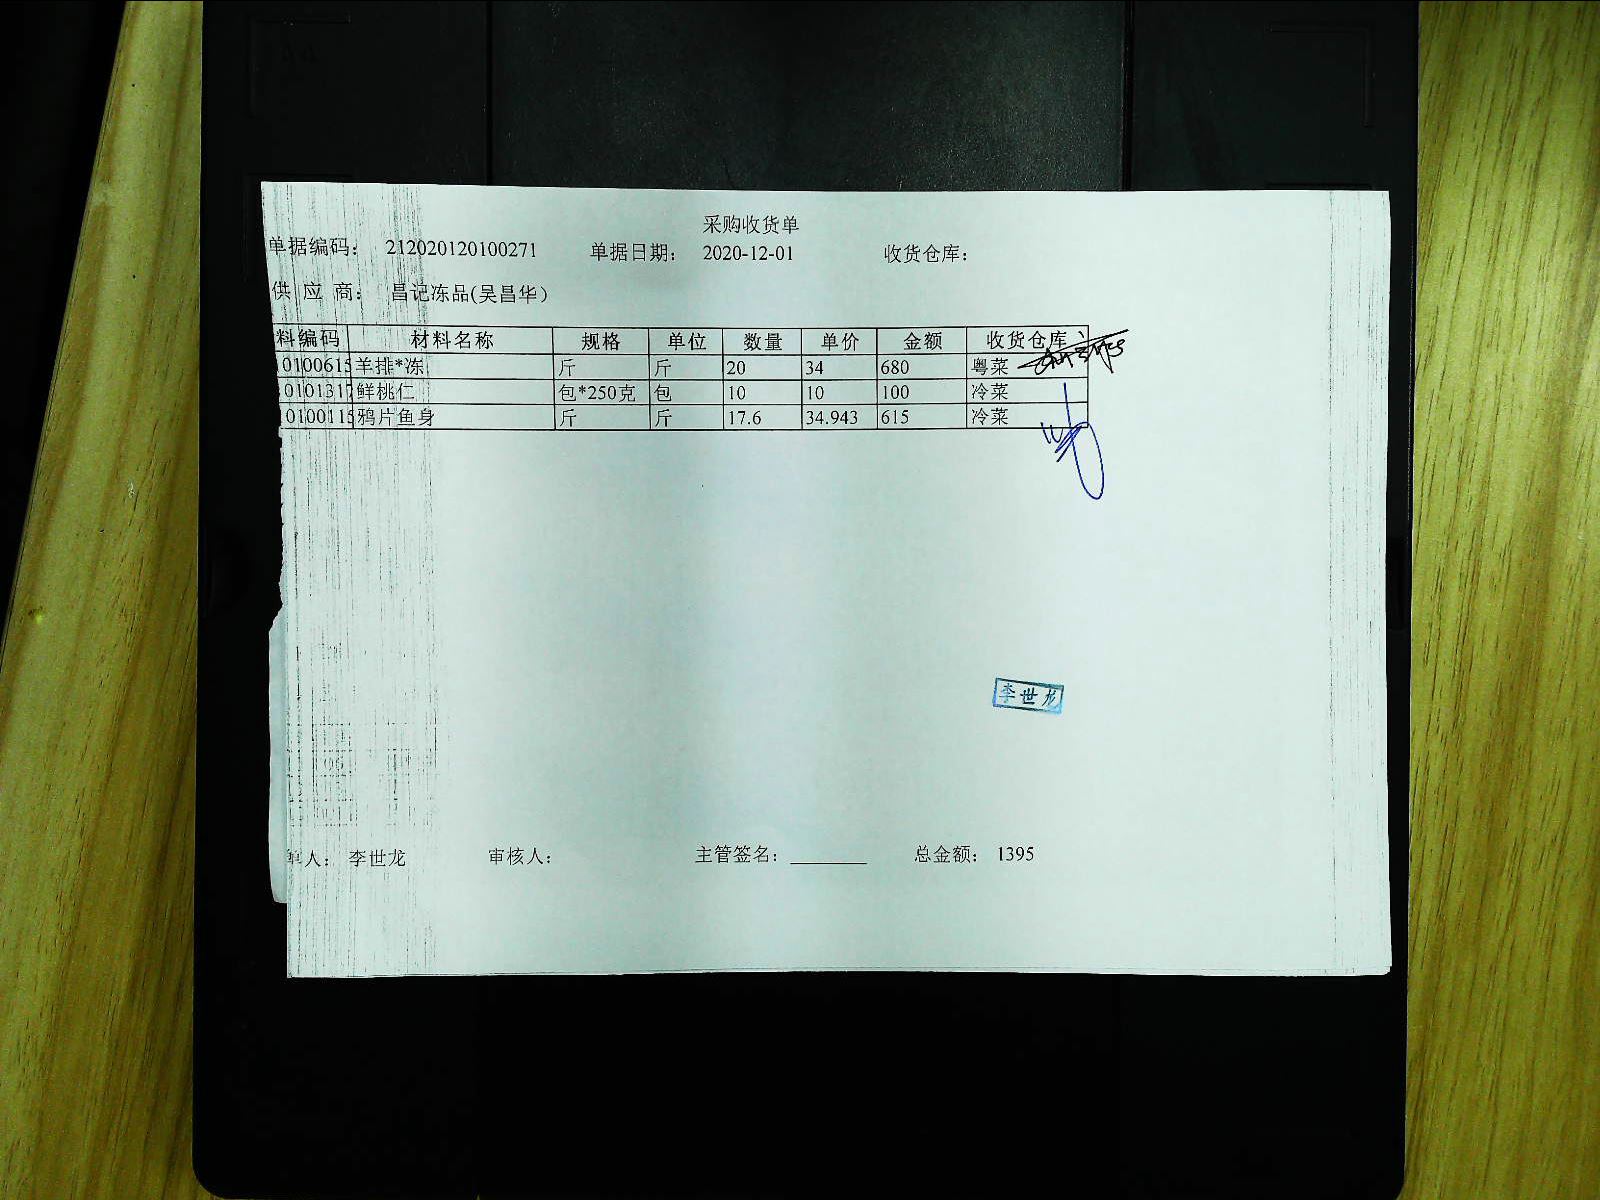 采购收货单
单据编码： 212020120100271 单据日期： 2020-12-01 收货仓库：
供 应 商： 昌记冻品(吴昌华)
料编码 材料名称 规格 单位 数量 单价 金额 收货仓库
0100615 羊排*冻 斤 斤 20 34 680 粤菜
0101317 鲜桃仁 包*250克 包 10 10 100 冷菜
0100115 鸦片鱼身 斤 斤 17.6 34.943 615 冷菜
李世龙
单人： 李世龙 审核人： 主管签名： 总金额： 1395